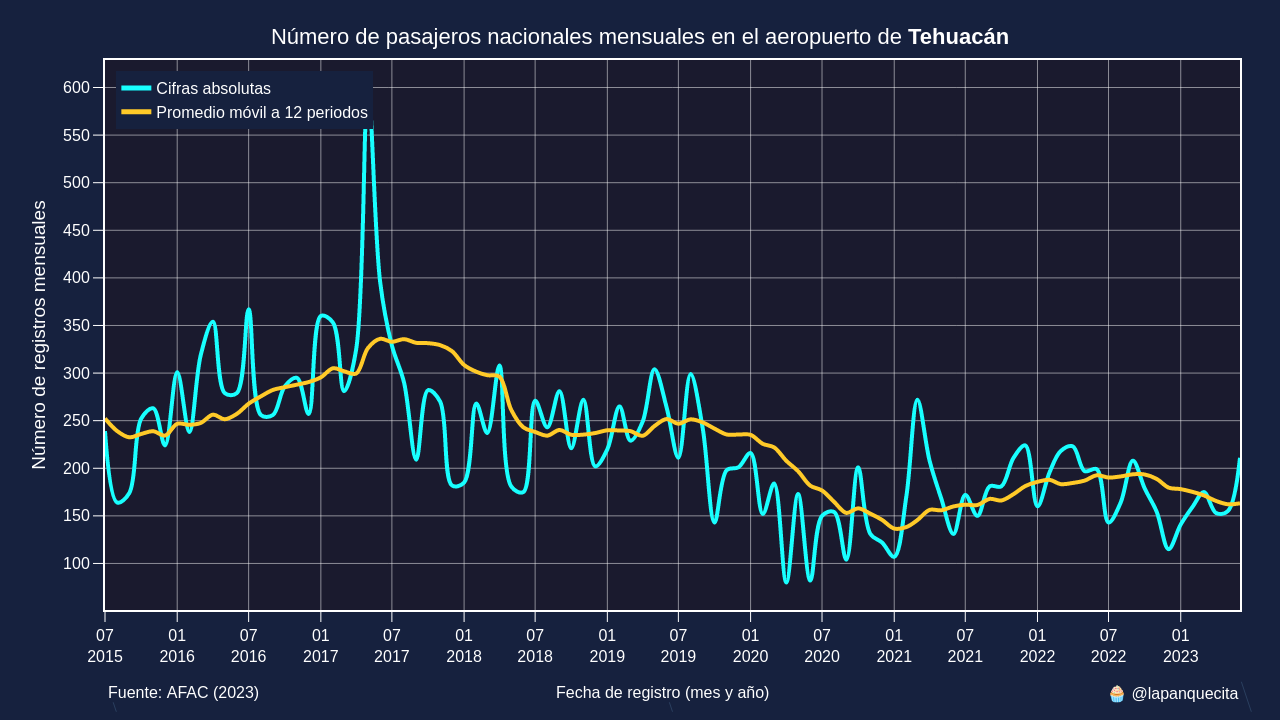 Número de pasajeros nacionales mensuales en el aeropuerto de Tehuacán
Cifras absolutas
Promedio móvil a 12 periodos
Número de registros mensuales
600
550
500
450
400
350
300
250
200
150
100
07 01 07 01 07 01 07 01 07 01 07 01 07 01 07 01
2015 2016 2016 2017 2017 2018 2018 2019 2019 2020 2020 2021 2021 2022 2022 2023
Fuente: AFAC (2023) Fecha de registro (mes y año) 🧁 @lapanquecita